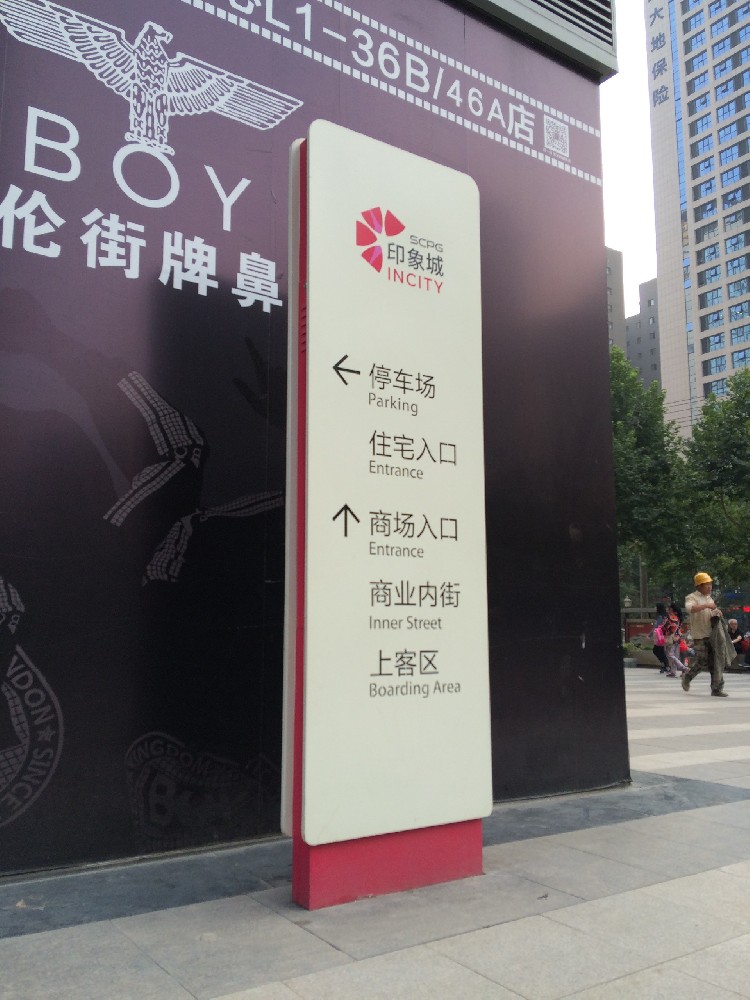 L1-36B/46A店
BOY
伦街牌鼻
大地保险
SCPG
印象城
INCITY
← 停车场
Parking
住宅入口
Entrance
↑ 商场入口
Entrance
商业内街
Inner Street
上客区
Boarding Area
NDON ★ SINCE